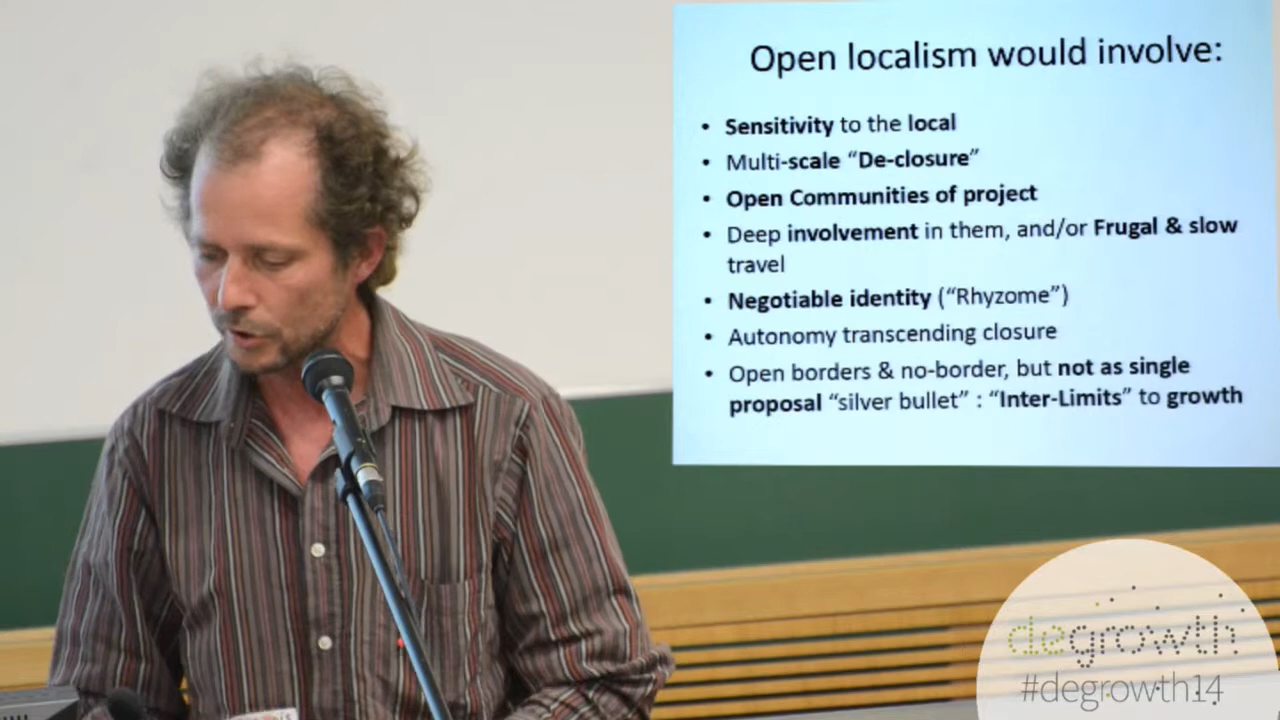 Open localism would involve:
• Sensitivity to the local
• Multi-scale “De-closure”
• Open Communities of project
• Deep involvement in them, and/or Frugal & slow
travel
• Negotiable identity (“Rhyzome”)
• Autonomy transcending closure
• Open borders & no-border, but not as single
proposal “silver bullet” : “Inter-Limits” to growth
degrowth
#degrowth14